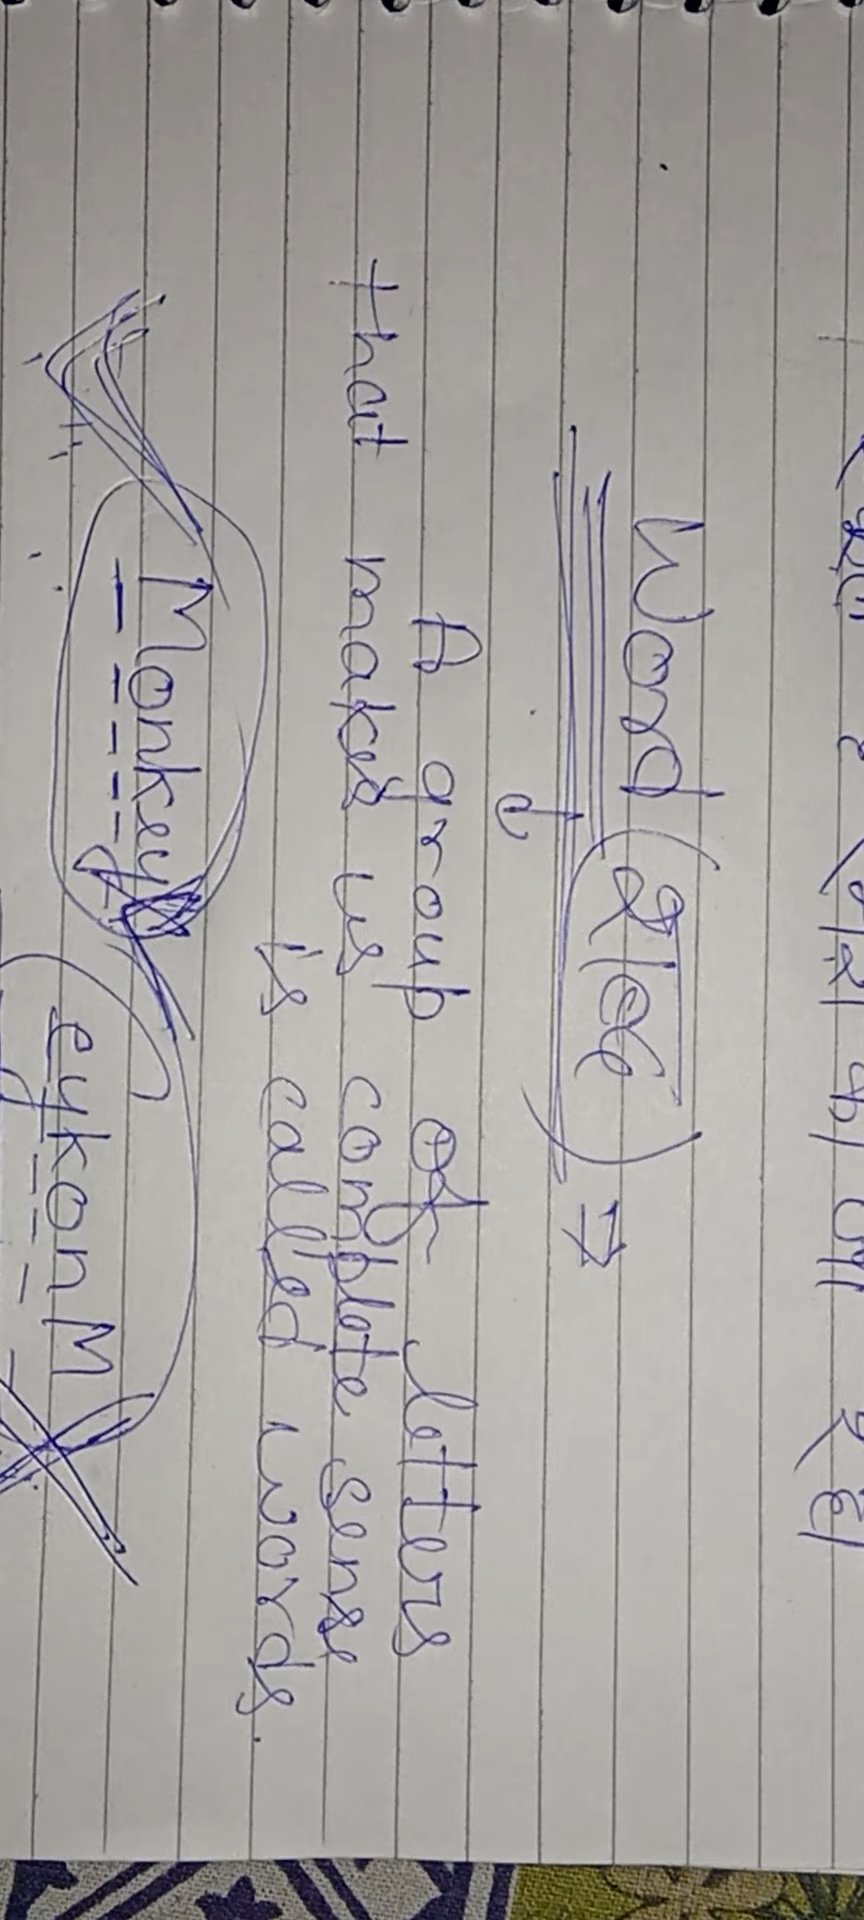 Word (शब्द) ⇒
A group of letters
that makes us complete sense
is called words.
Monkey
eykonM